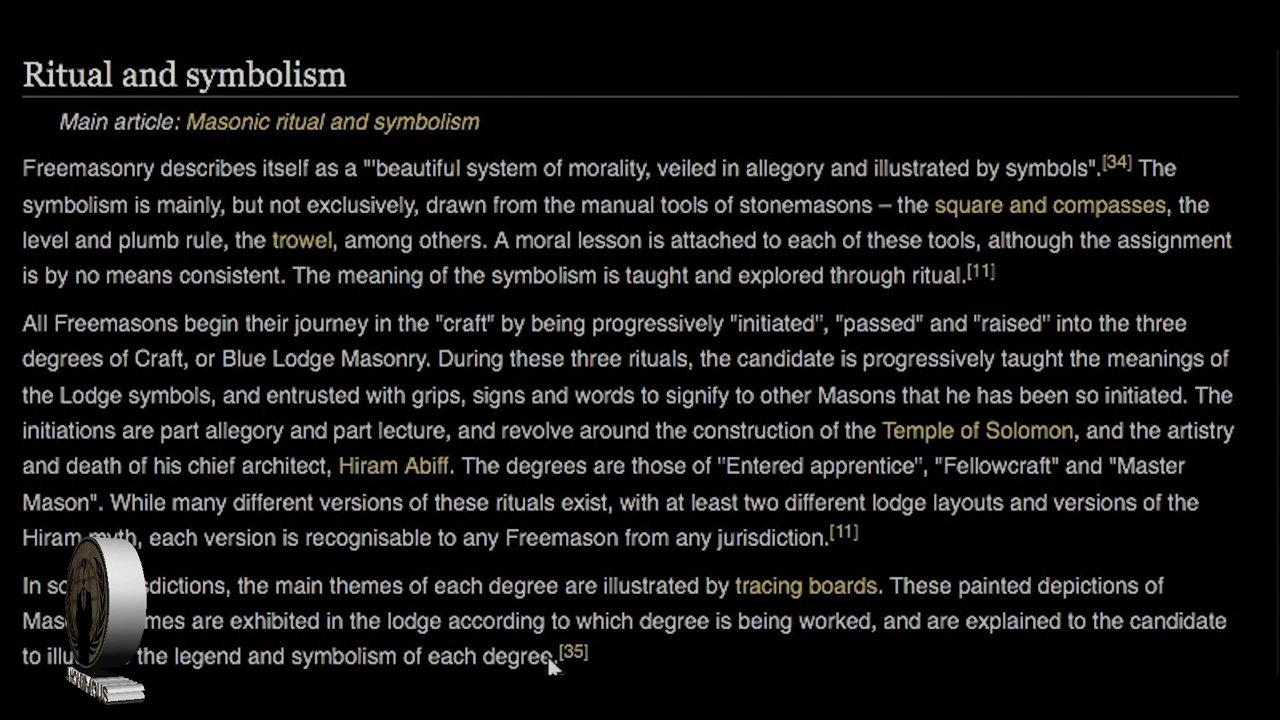 Ritual and symbolism
Main article: Masonic ritual and symbolism
Freemasonry describes itself as a "'beautiful system of morality, veiled in allegory and illustrated by symbols".[34] The
symbolism is mainly, but not exclusively, drawn from the manual tools of stonemasons – the square and compasses, the
level and plumb rule, the trowel, among others. A moral lesson is attached to each of these tools, although the assignment
is by no means consistent. The meaning of the symbolism is taught and explored through ritual.[11]
All Freemasons begin their journey in the "craft" by being progressively "initiated", "passed" and "raised" into the three
degrees of Craft, or Blue Lodge Masonry. During these three rituals, the candidate is progressively taught the meanings of
the Lodge symbols, and entrusted with grips, signs and words to signify to other Masons that he has been so initiated. The
initiations are part allegory and part lecture, and revolve around the construction of the Temple of Solomon, and the artistry
and death of his chief architect, Hiram Abiff. The degrees are those of "Entered apprentice", "Fellowcraft" and "Master
Mason". While many different versions of these rituals exist, with at least two different lodge layouts and versions of the
Hiram myth, each version is recognisable to any Freemason from any jurisdiction.[11]
In the main themes of each degree are illustrated by tracing boards. These painted depictions of
are exhibited in the lodge according to which degree is being worked, and are explained to the candidate
to the legend and symbolism of each degree.[35]